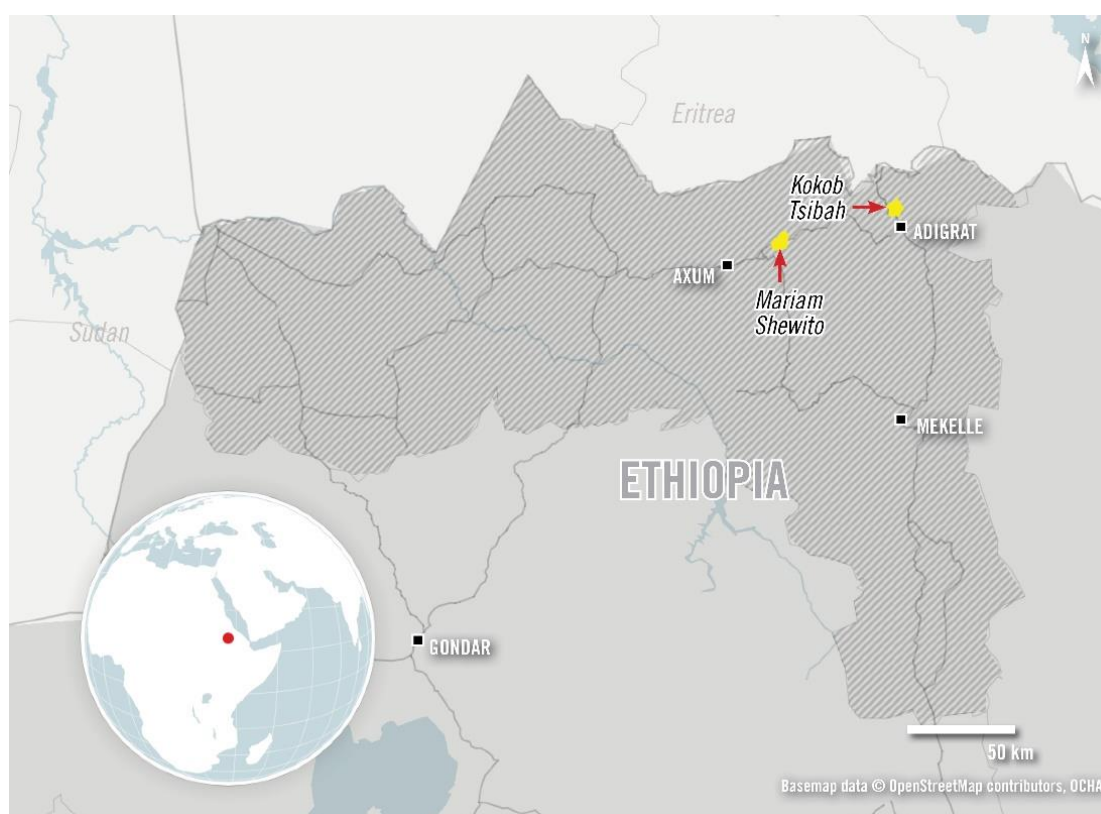 N
Eritrea
Kokob
Tsibah
ADIGRAT
AXUM
Mariam
Shewito
Sudan
MEKELLE
ETHIOPIA
GONDAR
50 km
Basemap data © OpenStreetMap contributors, OCHA